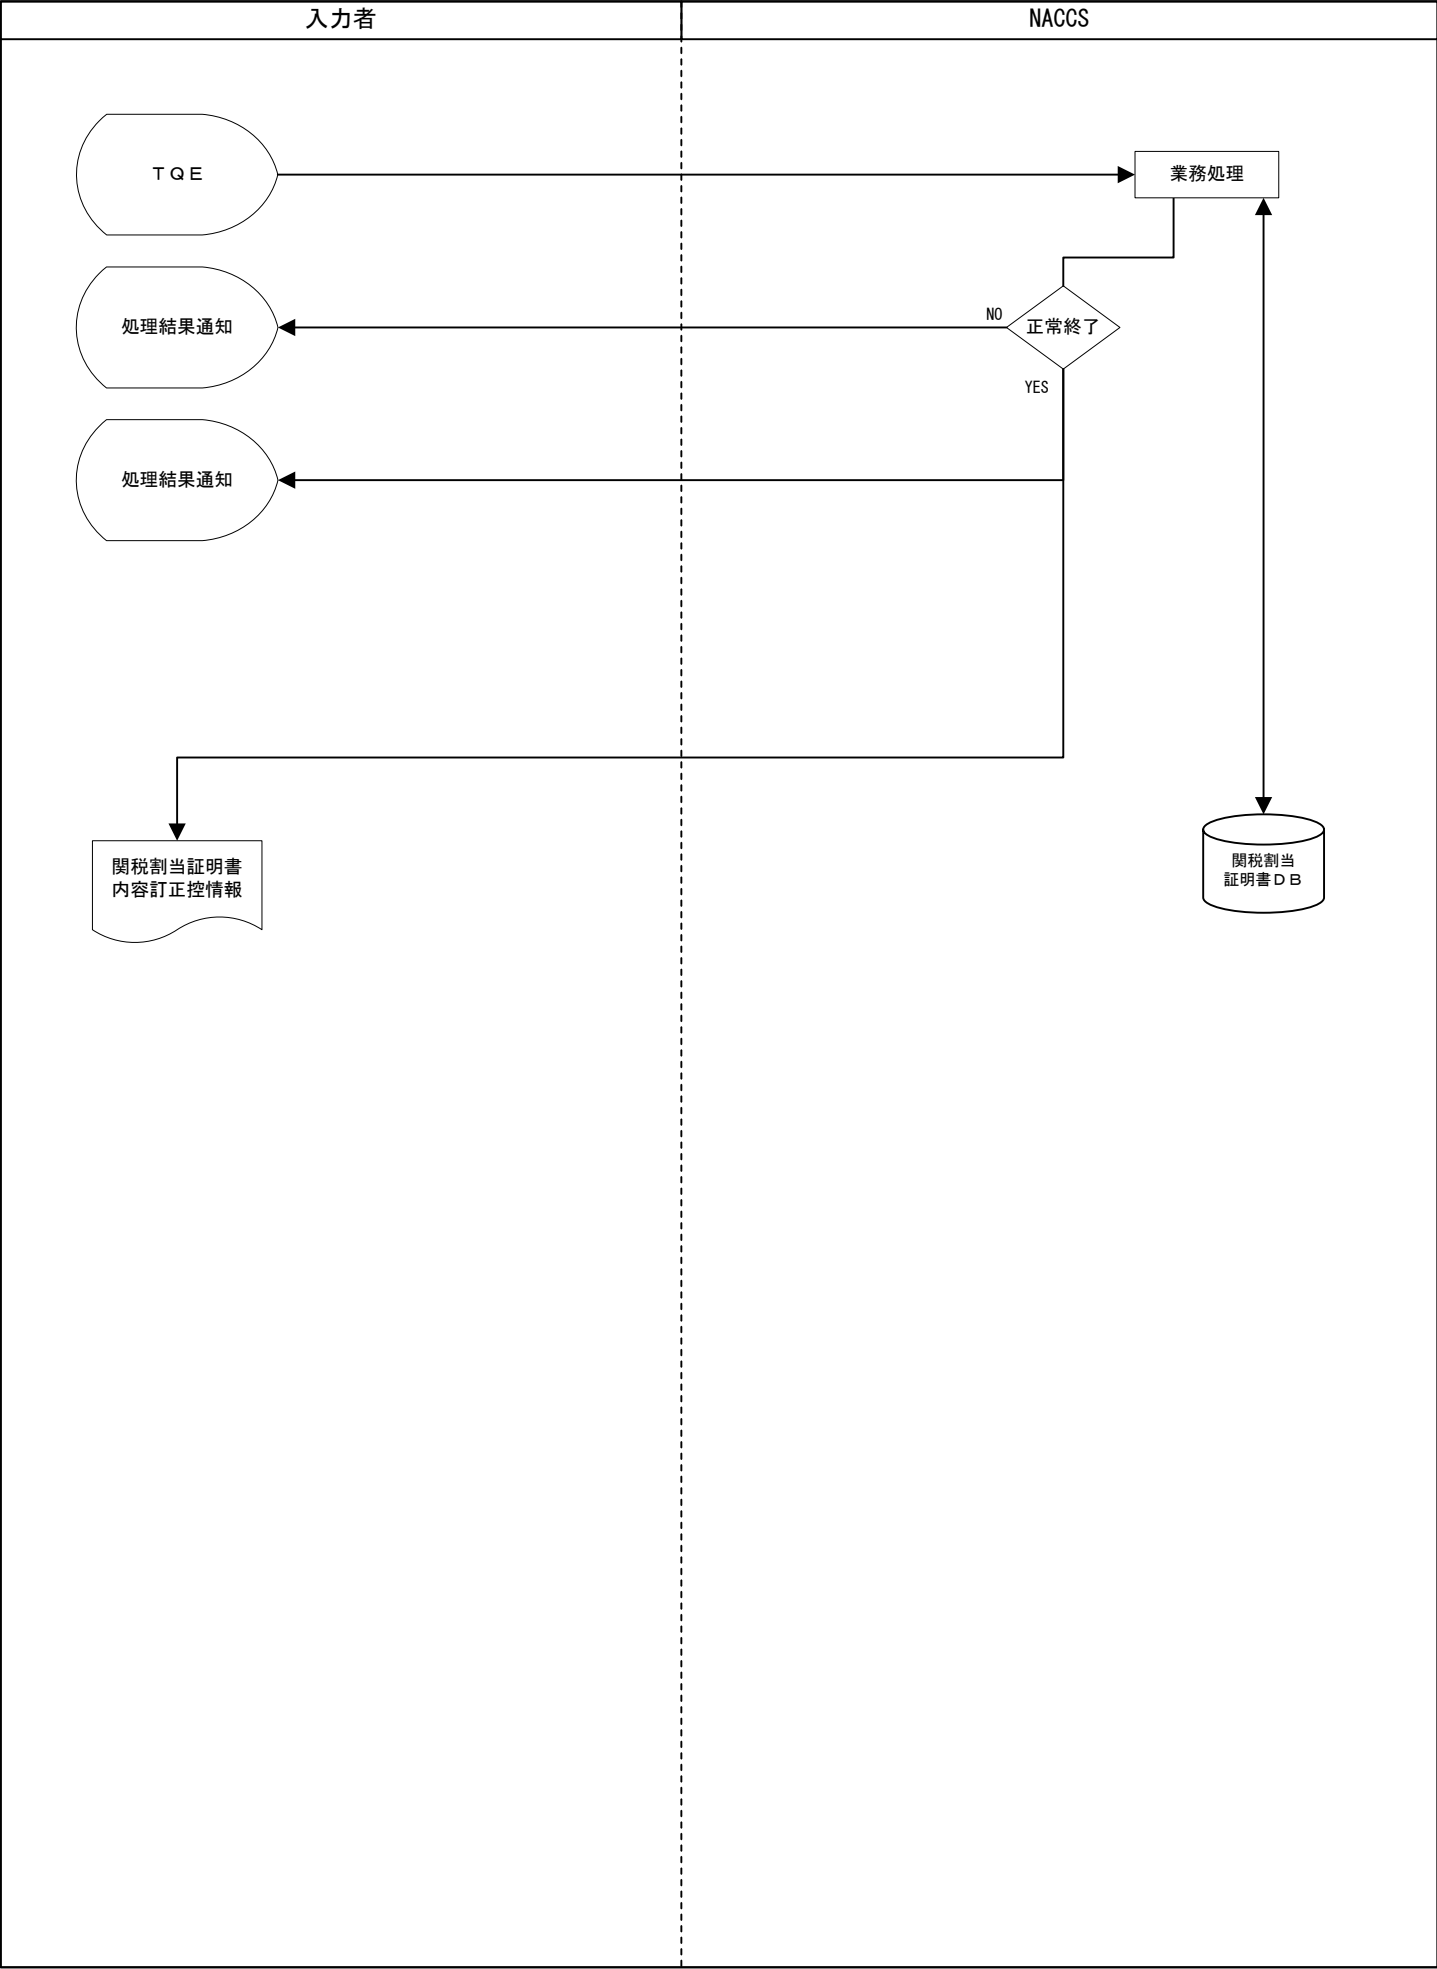 入力者
NACCS
ＴＱＥ
業務処理
処理結果通知
NO
正常終了
YES
処理結果通知
関税割当証明書
内容訂正控情報
関税割当
証明書ＤＢ